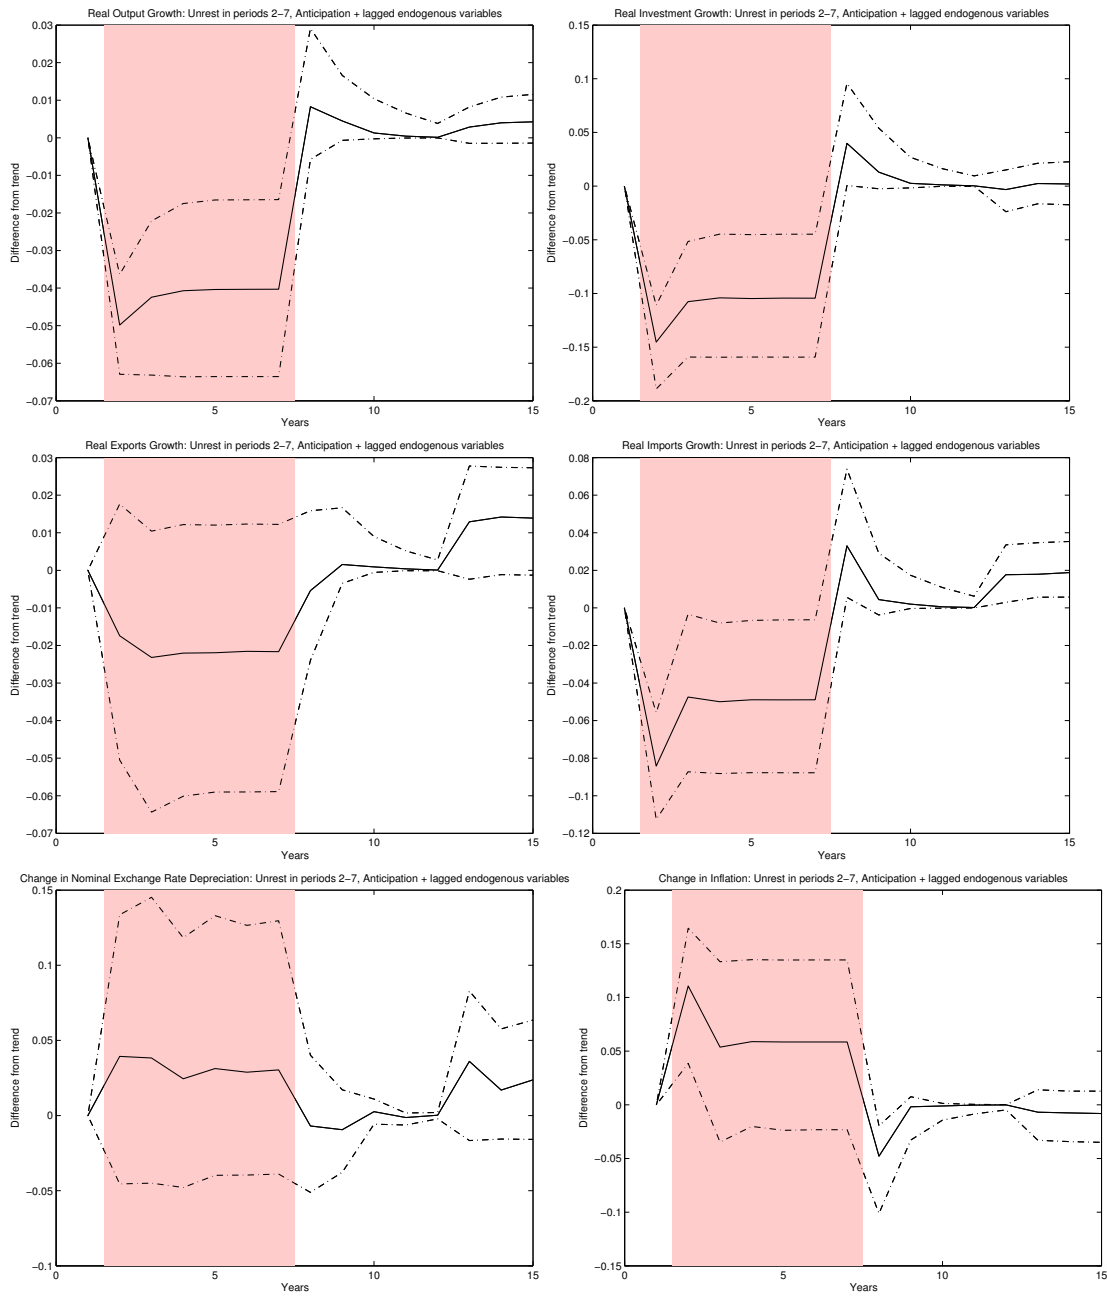 Real Output Growth: Unrest in periods 2−7, Anticipation + lagged endogenous variables
0.03
0.02
0.01
0
−0.01
−0.02
−0.03
−0.04
−0.05
−0.06
−0.07
Difference from trend
0 5 10 15
Years
Real Investment Growth: Unrest in periods 2−7, Anticipation + lagged endogenous variables
0.15
0.1
0.05
0
−0.05
−0.1
−0.15
−0.2
Difference from trend
0 5 10 15
Years
Real Exports Growth: Unrest in periods 2−7, Anticipation + lagged endogenous variables
0.03
0.02
0.01
0
−0.01
−0.02
−0.03
−0.04
−0.05
−0.06
−0.07
Difference from trend
0 5 10 15
Years
Real Imports Growth: Unrest in periods 2−7, Anticipation + lagged endogenous variables
0.08
0.06
0.04
0.02
0
−0.02
−0.04
−0.06
−0.08
−0.1
−0.12
Difference from trend
0 5 10 15
Years
Change in Nominal Exchange Rate Depreciation: Unrest in periods 2−7, Anticipation + lagged endogenous variables
0.15
0.1
0.05
0
−0.05
−0.1
Difference from trend
0 5 10 15
Years
Change in Inflation: Unrest in periods 2−7, Anticipation + lagged endogenous variables
0.2
0.15
0.1
0.05
0
−0.05
−0.1
−0.15
Difference from trend
0 5 10 15
Years